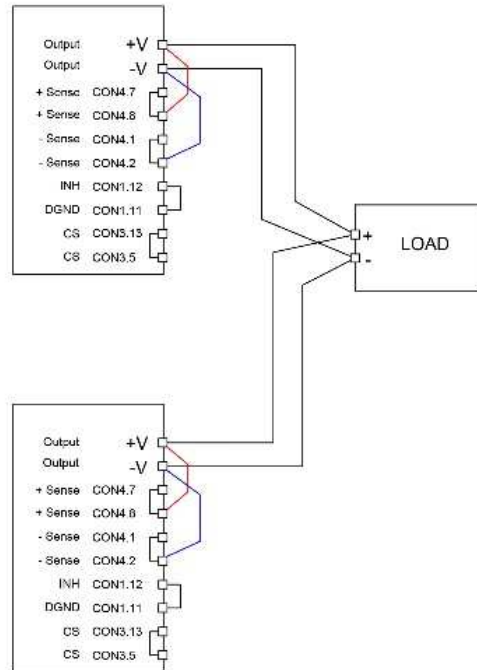 Output +V
Output -V
+ Sense CON4.7
+ Sense CON4.8
- Sense CON4.1
- Sense CON4.2
INH CON1.12
DGND CON1.11
CS CON3.13
CS CON3.5
+
LOAD
-
Output +V
Output -V
+ Sense CON4.7
+ Sense CON4.8
- Sense CON4.1
- Sense CON4.2
INH CON1.12
DGND CON1.11
CS CON3.13
CS CON3.5